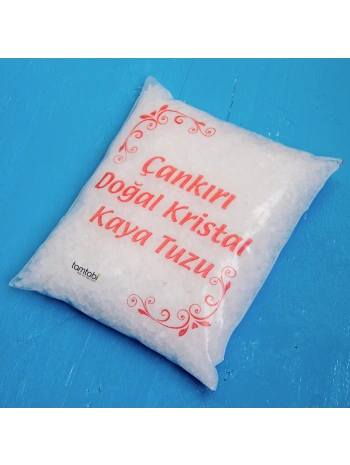 Çankırı
Doğal Kristal
Kaya Tuzu
tamtabi